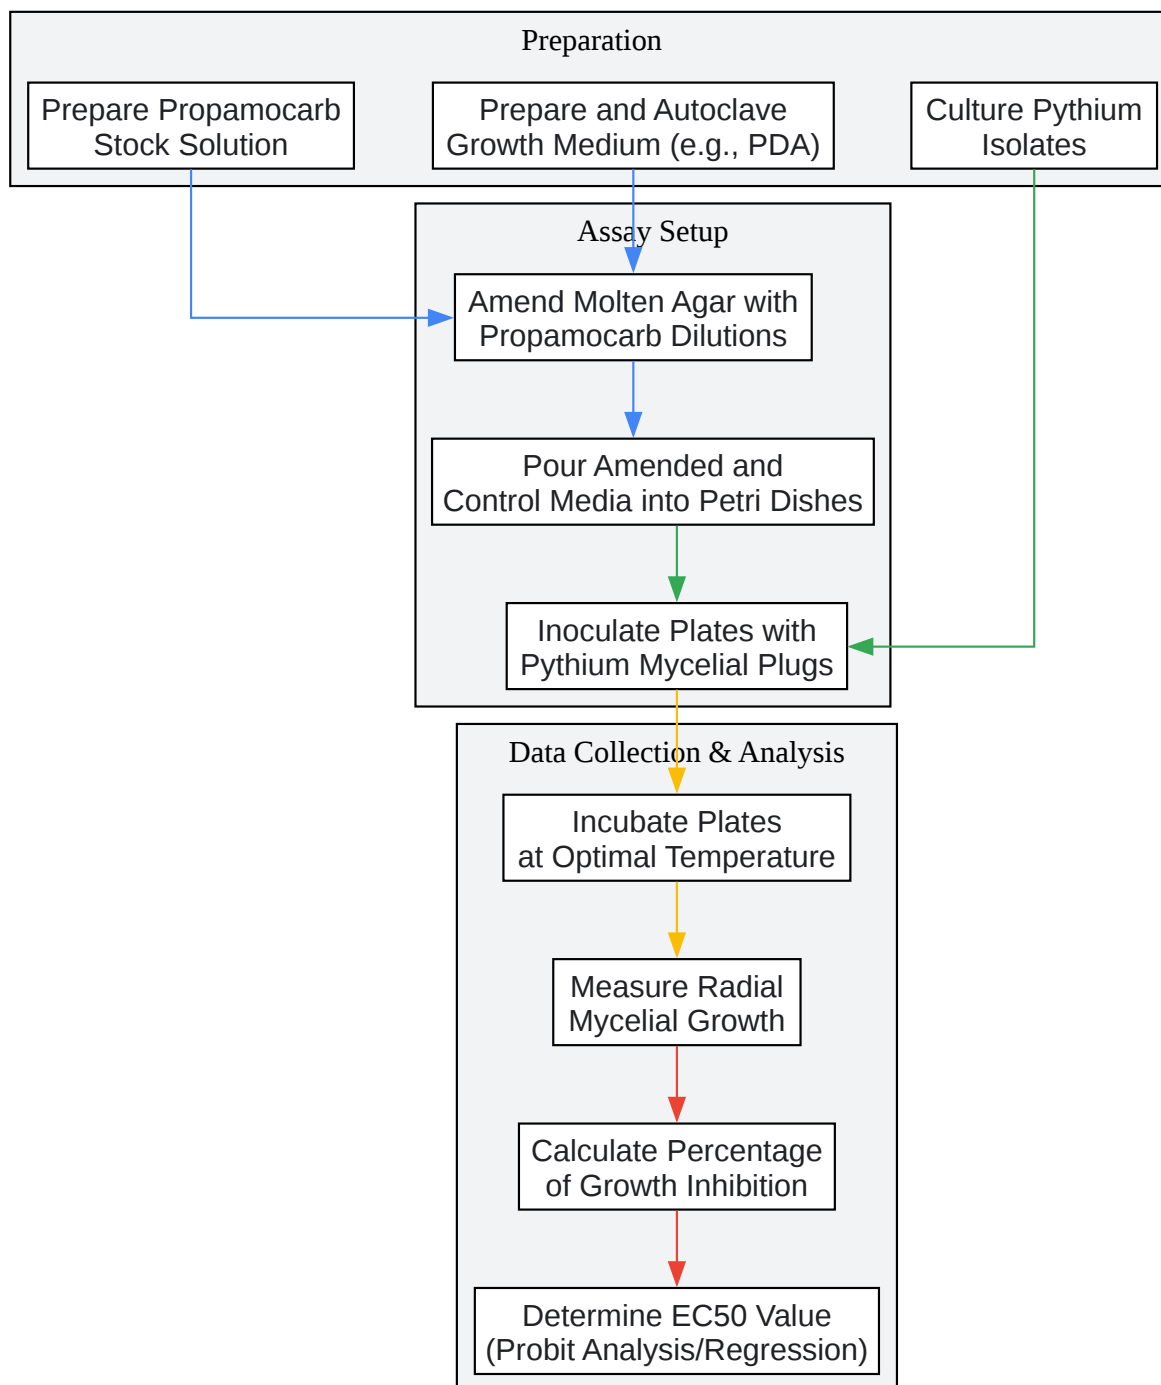 Preparation
Prepare Propamocarb
Stock Solution
Prepare and Autoclave
Growth Medium (e.g., PDA)
Culture Pythium
Isolates
Assay Setup
Amend Molten Agar with
Propamocarb Dilutions
Pour Amended and
Control Media into Petri Dishes
Inoculate Plates with
Pythium Mycelial Plugs
Data Collection & Analysis
Incubate Plates
at Optimal Temperature
Measure Radial
Mycelial Growth
Calculate Percentage
of Growth Inhibition
Determine EC50 Value
(Probit Analysis/Regression)